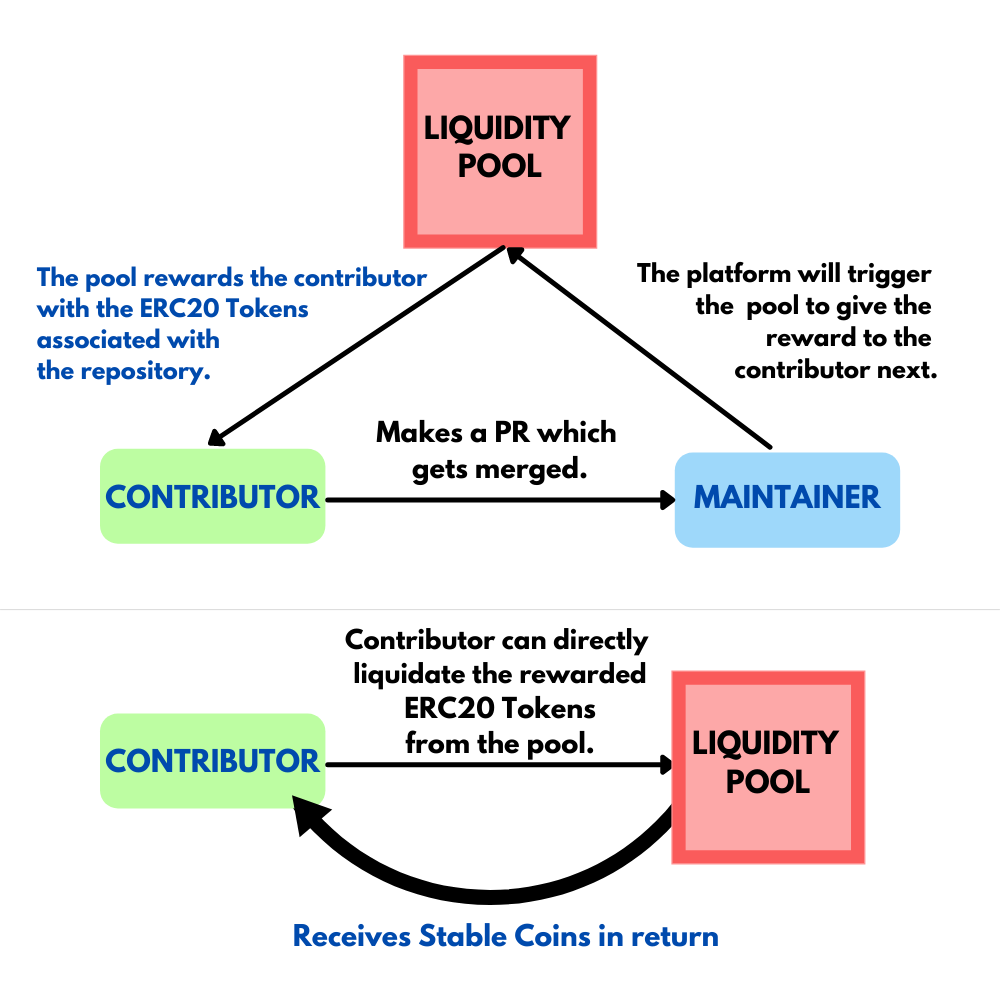 LIQUIDITY
POOL
The pool rewards the contributor
with the ERC20 Tokens
associated with
the repository.
The platform will trigger
the pool to give the
reward to the
contributor next.
Makes a PR which
gets merged.
CONTRIBUTOR
MAINTAINER
Contributor can directly
liquidate the rewarded
ERC20 Tokens
from the pool.
CONTRIBUTOR
LIQUIDITY
POOL
Receives Stable Coins in return